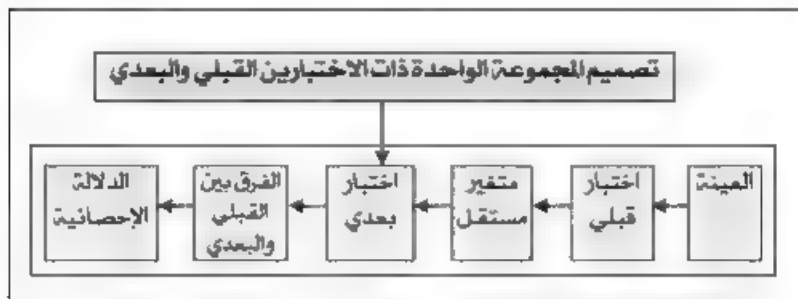 تصميم المجموعة الواحدة ذات الاختبارين القبلي والبعدي
العينة
اختبار
قبلي
متغير
مستقل
اختبار
بعدي
الفرق بين
القبلي
والبعدي
الدلالة
الإحصائية